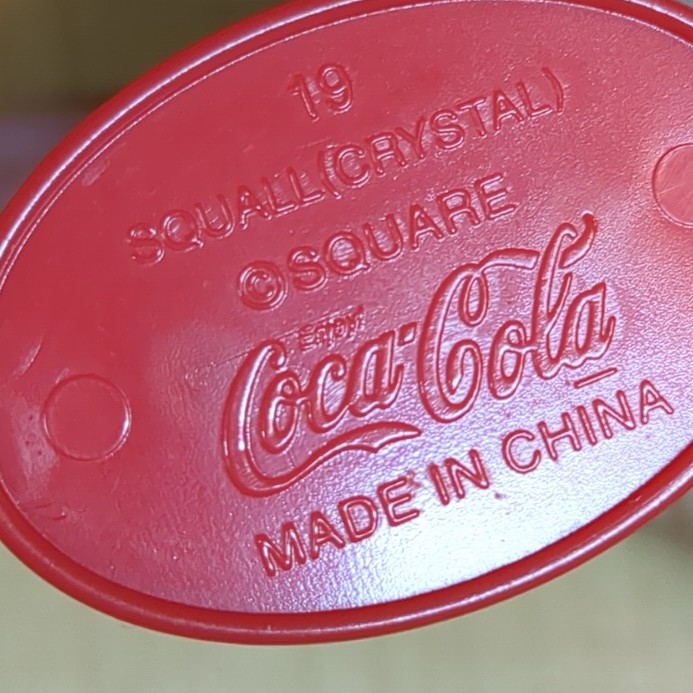 19
SQUALL(CRYSTAL)
©SQUARE
Enjoy
Coca-Cola
MADE IN CHINA